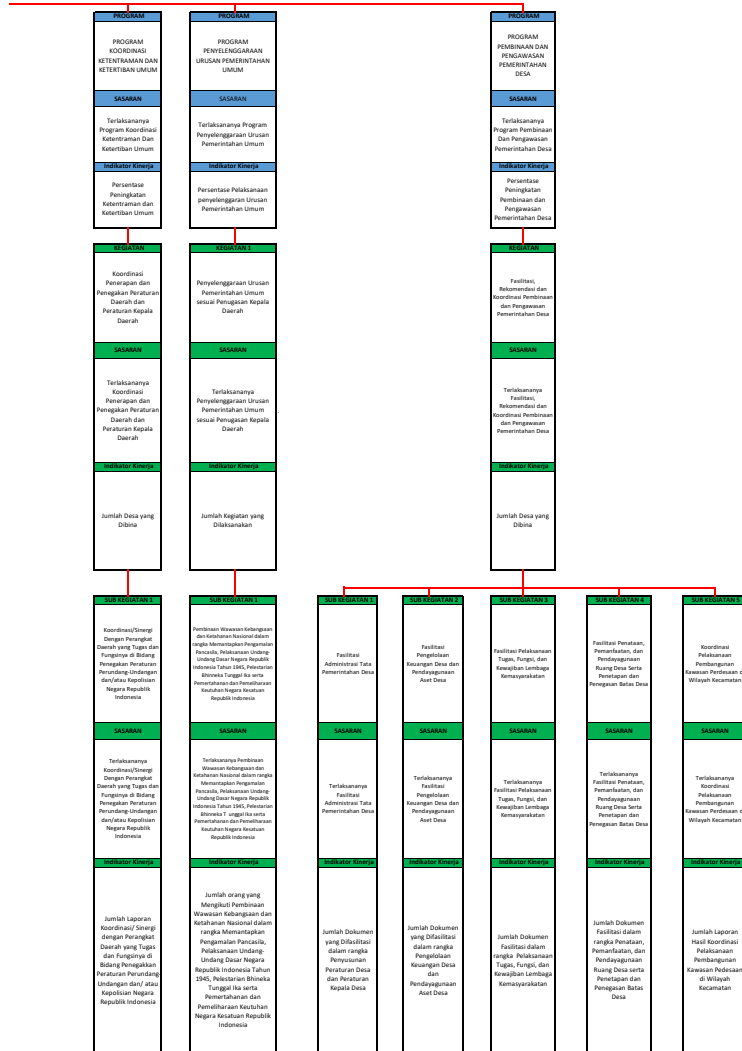 PROGRAM
PROGRAM
KOORDINASI
KETENTRAMAN DAN
KETERTIBAN UMUM
SASARAN
Terlaksananya
Program Koordinasi
Ketentraman Dan
Ketertiban Umum
Indikator Kinerja
Persentase
Peningkatan
Ketentraman dan
Ketertiban Umum
KEGIATAN
Koordinasi
Penerapan dan
Penegakan Peraturan
Daerah dan
Peraturan Kepala
Daerah
SASARAN
Terlaksananya
Koordinasi
Penerapan dan
Penegakan Peraturan
Daerah dan
Peraturan Kepala
Daerah
Indikator Kinerja
Jumlah Desa yang
Dibina
SUB KEGIATAN 1
Koordinasi/Sinergi
Dengan Perangkat
Daerah yang Tugas dan
Fungsinya di Bidang
Penegakan Peraturan
Perundang-Undangan
dan/atau Kepolisian
Negara Republik
Indonesia
SASARAN
Terlaksananya
Koordinasi/Sinergi
Dengan Perangkat
Daerah yang Tugas dan
Fungsinya di Bidang
Penegakan Peraturan
Perundang-Undangan
dan/atau Kepolisian
Negara Republik
Indonesia
Indikator Kinerja
Jumlah Laporan
Koordinasi/ Sinergi
dengan Perangkat
Daerah yang Tugas
dan Fungsinya di
Bidang Penegakkan
Peraturan Perundang-
Undangan dan/ atau
Kepolisian Negara
Republik Indonesia
PROGRAM
PROGRAM
PENYELENGGARAAN
URUSAN PEMERINTAHAN
UMUM
SASARAN
Terlaksananya Program
Penyelenggaraan Urusan
Pemerintahan Umum
Indikator Kinerja
Persentase Pelaksanaan
penyelenggaran Urusan
Pemerintahan Umum
KEGIATAN 1
Penyelenggaraan Urusan
Pemerintahan Umum
sesuai Penugasan Kepala
Daerah
SASARAN
Terlaksananya
Penyelenggaraan Urusan
Pemerintahan Umum
sesuai Penugasan Kepala
Daerah
Indikator Kinerja
Jumlah Kegiatan yang
Dilaksanakan
SUB KEGIATAN 1
Pembinaan Wawasan Kebangsaan
dan Ketahanan Nasional dalam
rangka Memantapkan Pengamalan
Pancasila, Pelaksanaan Undang-
Undang Dasar Negara Republik
Indonesia Tahun 1945, Pelestarian
Bhinneka Tunggal Ika serta
Pemertahanan dan Pemeliharaan
Keutuhan Negara Kesatuan
Republik Indonesia
SASARAN
Terlaksananya Pembinaan
Wawasan Kebangsaan dan
Ketahanan Nasional dalam rangka
Memantapkan Pengamalan
Pancasila, Pelaksanaan Undang-
Undang Dasar Negara Republik
Indonesia Tahun 1945, Pelestarian
Bhinneka T unggal Ika serta
Pemertahanan dan Pemeliharaan
Keutuhan Negara Kesatuan
Republik Indonesia
Indikator Kinerja
Jumlah orang yang
Mengikuti Pembinaan
Wawasan Kebangsaan dan
Ketahanan Nasional dalam
rangka Memantapkan
Pengamalan Pancasila,
Pelaksanaan Undang-
Undang Dasar Negara
Republik Indonesia Tahun
1945, Pelestarian Bhineka
Tunggal Ika serta
Pemertahanan dan
Pemeliharaan Keutuhan
Negara Kesatuan Republik
Indonesia
PROGRAM
PROGRAM
PEMBINAAN DAN
PENGAWASAN
PEMERINTAHAN
DESA
SASARAN
Terlaksananya
Program Pembinaan
Dan Pengawasan
Pemerintahan Desa
Indikator Kinerja
Persentase
Peningkatan
Pembinaan dan
Pengawasan
Pemerintahan Desa
KEGIATAN
Fasilitasi,
Rekomendasi dan
Koordinasi Pembinaan
dan Pengawasan
Pemerintahan Desa
SASARAN
Terlaksananya
Fasilitasi,
Rekomendasi dan
Koordinasi Pembinaan
dan Pengawasan
Pemerintahan Desa
Indikator Kinerja
Jumlah Desa yang
Dibina
SUB KEGIATAN 1
Fasilitasi
Administrasi Tata
Pemerintahan Desa
SASARAN
Terlaksananya
Fasilitasi
Administrasi Tata
Pemerintahan Desa
Indikator Kinerja
Jumlah Dokumen
yang Difasilitasi
dalam rangka
Penyusunan
Peraturan Desa
dan Peraturan
Kepala Desa
SUB KEGIATAN 2
Fasilitasi
Pengelolaan
Keuangan Desa dan
Pendayagunaan
Aset Desa
SASARAN
Terlaksananya
Fasilitasi
Pengelolaan
Keuangan Desa dan
Pendayagunaan
Aset Desa
Indikator Kinerja
Jumlah Dokumen
yang Difasilitasi
dalam rangka
Pengelolaan
Keuangan Desa
dan
Pendayagunaan
Aset Desa
SUB KEGIATAN 3
Fasilitasi Pelaksanaan
Tugas, Fungsi, dan
Kewajiban Lembaga
Kemasyarakatan
SASARAN
Terlaksananya
Fasilitasi Pelaksanaan
Tugas, Fungsi, dan
Kewajiban Lembaga
Kemasyarakatan
Indikator Kinerja
Jumlah Dokumen
Fasilitasi dalam
rangka Pelaksanaan
Tugas, Fungsi, dan
Kewajiban Lembaga
Kemasyarakatan
SUB KEGIATAN 4
Fasilitasi Penataan,
Pemanfaatan, dan
Pendayagunaan
Ruang Desa Serta
Penetapan dan
Penegasan Batas Desa
SASARAN
Terlaksananya
Fasilitasi Penataan,
Pemanfaatan, dan
Pendayagunaan
Ruang Desa Serta
Penetapan dan
Penegasan Batas Desa
Indikator Kinerja
Jumlah Dokumen
Fasilitasi dalam
rangka Penataan,
Pemanfaatan, dan
Pendayagunaan
Ruang Desa serta
Penetapan dan
Penegasan Batas
Desa
SUB KEGIATAN 5
Koordinasi
Pelaksanaan
Pembangunan
Kawasan Perdesaan d
Wilayah Kecamatan
SASARAN
Terlaksananya
Koordinasi
Pelaksanaan
Pembangunan
Kawasan Perdesaan d
Wilayah Kecamatan
Indikator Kinerja
Jumlah Laporan
Hasil Koordinasi
Pelaksanaan
Pembangunan
Kawasan Pedesaan
di Wilayah
Kecamatan